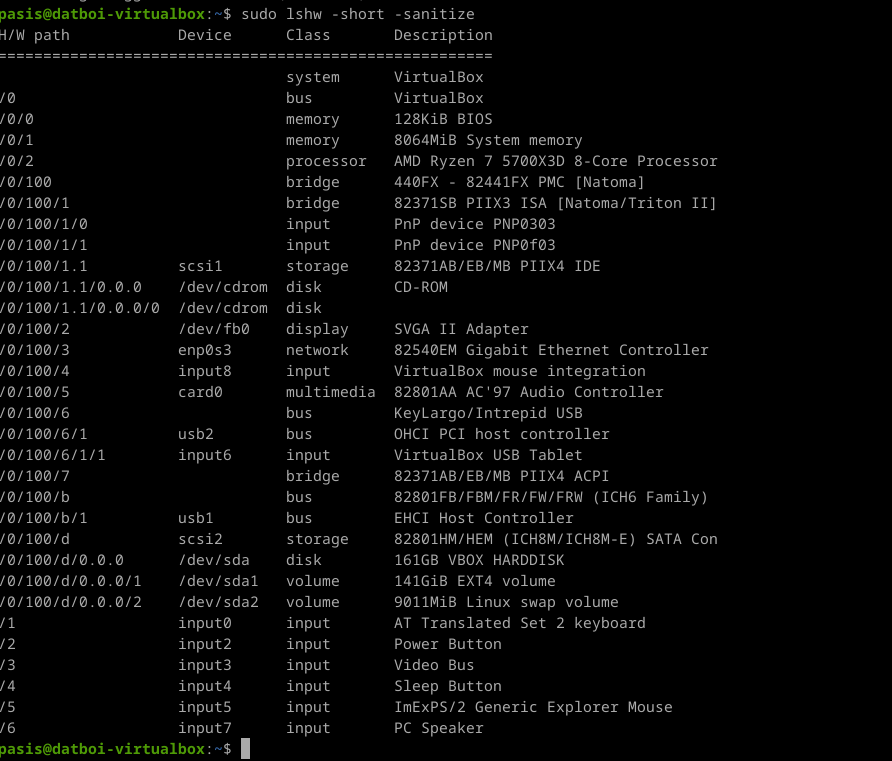 pasis@datboi-virtualbox:~$ sudo lshw -short -sanitize
H/W path            Device      Class       Description
=======================================================
                                system      VirtualBox
/0                              bus         VirtualBox
/0/0                            memory      128KiB BIOS
/0/1                            memory      8064MiB System memory
/0/2                            processor   AMD Ryzen 7 5700X3D 8-Core Processor
/0/100                          bridge      440FX - 82441FX PMC [Natoma]
/0/100/1                        bridge      82371SB PIIX3 ISA [Natoma/Triton II]
/0/100/1/0                      input       PnP device PNP0303
/0/100/1/1                      input       PnP device PNP0f03
/0/100/1.1          scsi1       storage     82371AB/EB/MB PIIX4 IDE
/0/100/1.1/0.0.0    /dev/cdrom  disk        CD-ROM
/0/100/1.1/0.0.0/0  /dev/cdrom  disk
/0/100/2            /dev/fb0    display     SVGA II Adapter
/0/100/3            enp0s3      network     82540EM Gigabit Ethernet Controller
/0/100/4            input8      input       VirtualBox mouse integration
/0/100/5            card0       multimedia  82801AA AC'97 Audio Controller
/0/100/6                        bus         KeyLargo/Intrepid USB
/0/100/6/1          usb2        bus         OHCI PCI host controller
/0/100/6/1/1        input6      input       VirtualBox USB Tablet
/0/100/7                        bridge      82371AB/EB/MB PIIX4 ACPI
/0/100/b                        bus         82801FB/FBM/FR/FW/FRW (ICH6 Family)
/0/100/b/1          usb1        bus         EHCI Host Controller
/0/100/d            scsi2       storage     82801HM/HEM (ICH8M/ICH8M-E) SATA Con
/0/100/d/0.0.0      /dev/sda    disk        161GB VBOX HARDDISK
/0/100/d/0.0.0/1    /dev/sda1   volume      141GiB EXT4 volume
/0/100/d/0.0.0/2    /dev/sda2   volume      9011MiB Linux swap volume
/1                  input0      input       AT Translated Set 2 keyboard
/2                  input2      input       Power Button
/3                  input3      input       Video Bus
/4                  input4      input       Sleep Button
/5                  input5      input       ImExPS/2 Generic Explorer Mouse
/6                  input7      input       PC Speaker
pasis@datboi-virtualbox:~$